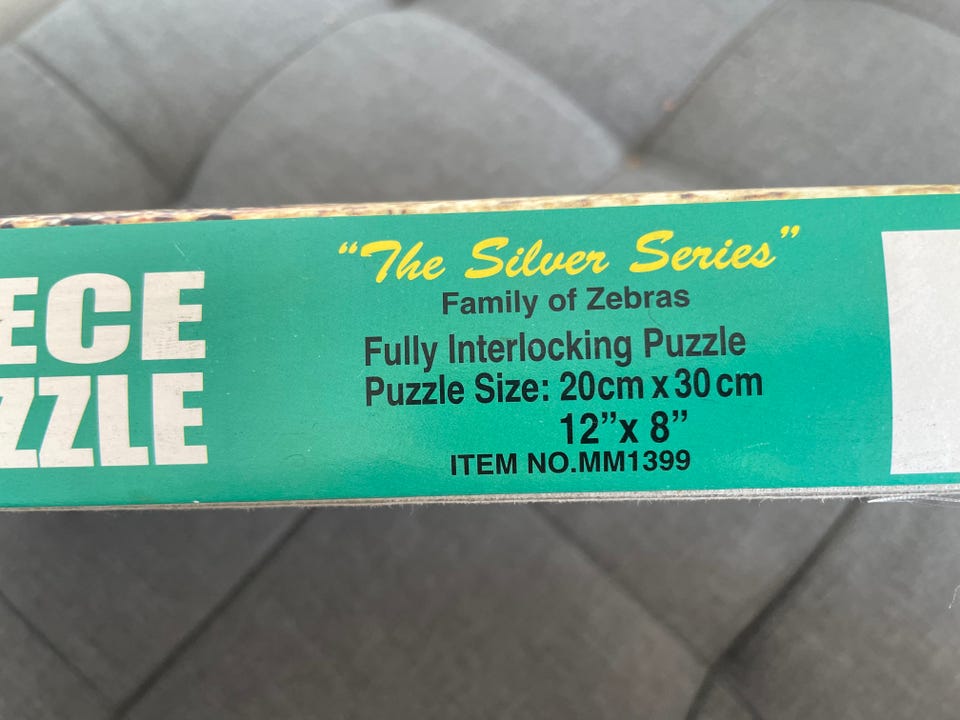 ECE
ZZLE
“The Silver Series”
Family of Zebras
Fully Interlocking Puzzle
Puzzle Size: 20cm x 30cm
12”x 8”
ITEM NO.MM1399